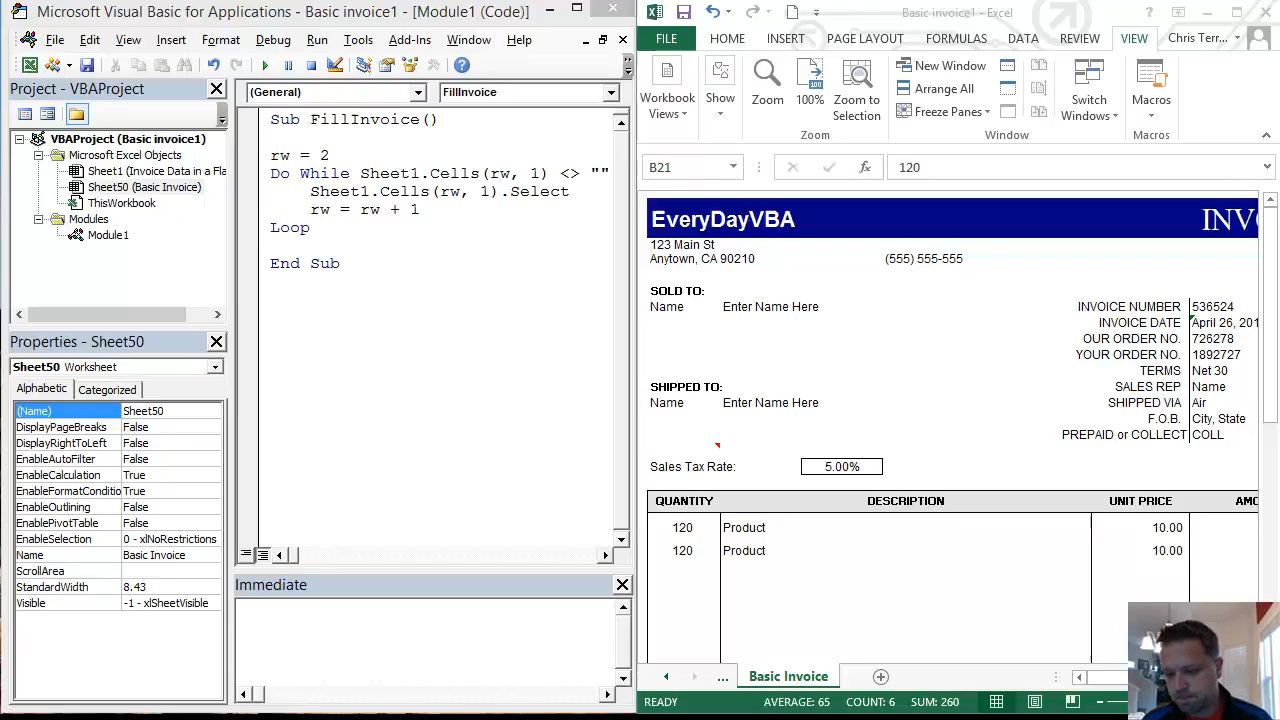 Microsoft Visual Basic for Applications - Basic invoice1 - [Module1 (Code)]
File Edit View Insert Format Debug Run Tools Add-Ins Window Help
Project - VBAProject
VBAProject (Basic invoice1)
Microsoft Excel Objects
Sheet1 (Invoice Data in a Fla
Sheet50 (Basic Invoice)
ThisWorkbook
Modules
Module1
Properties - Sheet50
Sheet50 Worksheet
Alphabetic Categorized
(Name) Sheet50
DisplayPageBreaks False
DisplayRightToLeft False
EnableAutoFilter False
EnableCalculation True
EnableFormatConditio True
EnableOutlining False
EnablePivotTable False
EnableSelection 0 - xlNoRestrictions
Name Basic Invoice
ScrollArea
StandardWidth 8.43
Visible -1 - xlSheetVisible
(General) FillInvoice
Sub FillInvoice()
rw = 2
Do While Sheet1.Cells(rw, 1) <> ""
Sheet1.Cells(rw, 1).Select
rw = rw + 1
Loop
End Sub
Immediate
Basic invoice1 - Excel
FILE HOME INSERT PAGE LAYOUT FORMULAS DATA REVIEW VIEW Chris Terr...
Workbook Views
Show
Zoom
100%
Zoom to Selection
Zoom
New Window
Arrange All
Freeze Panes
Switch Windows
Window
Macros
Macros
B21 fx 120
EveryDayVBA INVO
123 Main St
Anytown, CA 90210 (555) 555-555
SOLD TO:
Name Enter Name Here INVOICE NUMBER 536524
INVOICE DATE April 26, 201
OUR ORDER NO. 726278
YOUR ORDER NO. 1892727
TERMS Net 30
SHIPPED TO: SALES REP Name
Name Enter Name Here SHIPPED VIA Air
F.O.B. City, State
PREPAID or COLLECT COLL
Sales Tax Rate: 5.00%
QUANTITY DESCRIPTION UNIT PRICE AMO
120 Product 10.00
120 Product 10.00
... Basic Invoice
READY AVERAGE: 65 COUNT: 6 SUM: 260